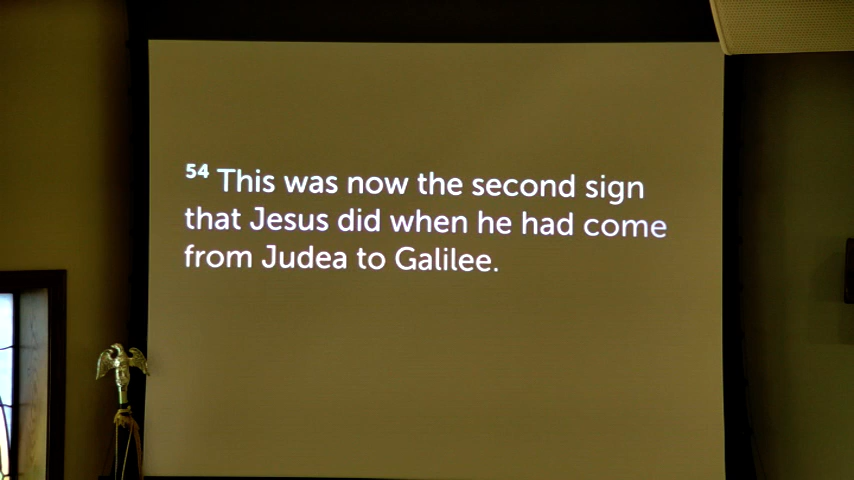 54 This was now the second sign
that Jesus did when he had come
from Judea to Galilee.